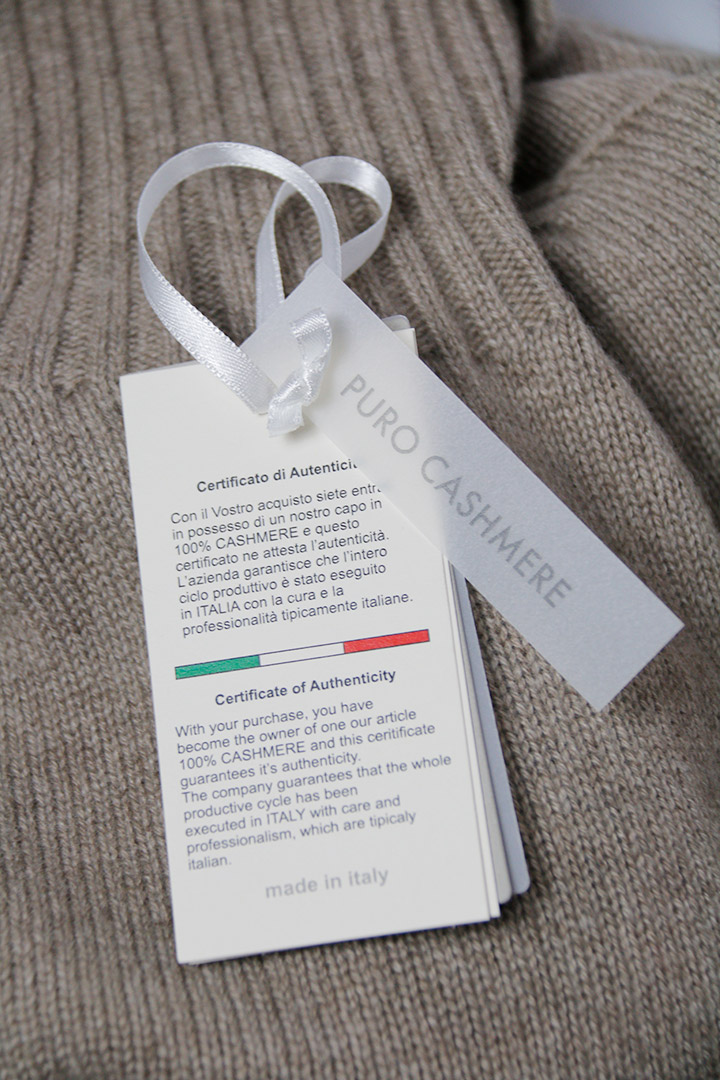 PURO CASHMERE
Certificato di
Con il Vostro acquisto siete
in possesso di un nostro capo in
100% CASHMERE e questo
certificato ne attesta l'autenticità.
L'azienda garantisce che l'intero
ciclo produttivo è stato eseguito
in ITALIA con la cura e la
professionalità tipicamente italiane.
Certificate of Authenticity
With your purchase, you have
become the owner of one our article
100% CASHMERE and this ceritificate
guarantees it's authenticity.
The company guarantees that the whole
productive cycle has been
executed in ITALY with care and
professionalism, which are tipicaly
italian.
made in italy